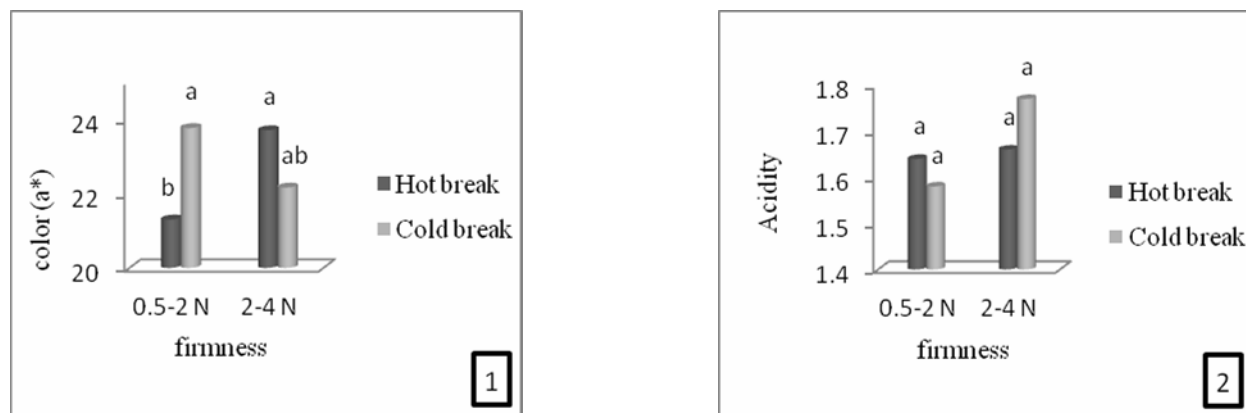 a
a
24
ab
b
22
20
color (a*)
0.5-2 N
2-4 N
firmness
Hot break
Cold break
1
a
1.8
a
a
1.7
a
1.6
1.5
1.4
Acidity
0.5-2 N
2-4 N
firmness
Hot break
Cold break
2